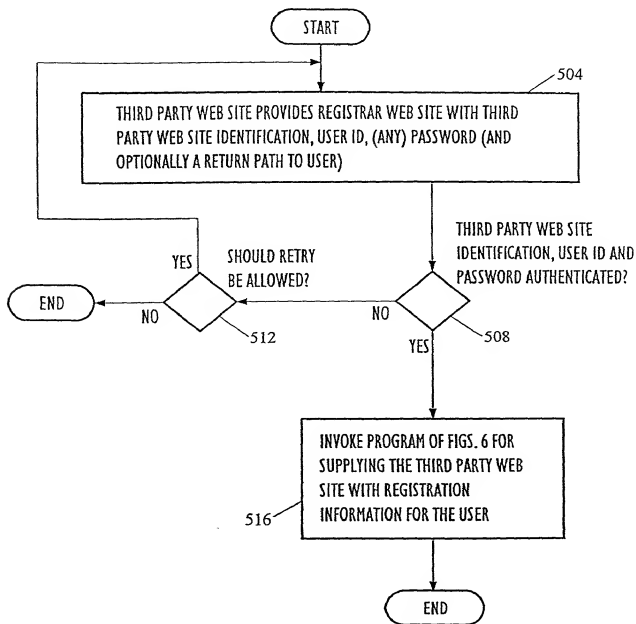 START
504
THIRD PARTY WEB SITE PROVIDES REGISTRAR WEB SITE WITH THIRD
PARTY WEB SITE IDENTIFICATION, USER ID, (ANY) PASSWORD (AND
OPTIONALLY A RETURN PATH TO USER)
THIRD PARTY WEB SITE
IDENTIFICATION, USER ID AND
PASSWORD AUTHENTICATED?
SHOULD RETRY
BE ALLOWED?
YES
END
NO
512
NO
508
YES
INVOKE PROGRAM OF FIGS. 6 FOR
SUPPLYING THE THIRD PARTY WEB
SITE WITH REGISTRATION
INFORMATION FOR THE USER
516
END